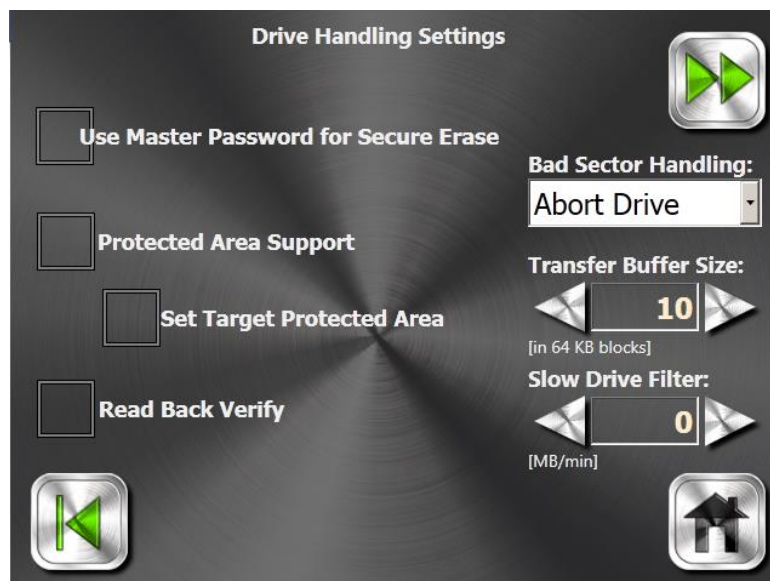 Drive Handling Settings
Use Master Password for Secure Erase
Bad Sector Handling:
Abort Drive
Protected Area Support
Transfer Buffer Size:
10
Set Target Protected Area
[in 64 KB blocks]
Slow Drive Filter:
Read Back Verify
0
[MB/min]